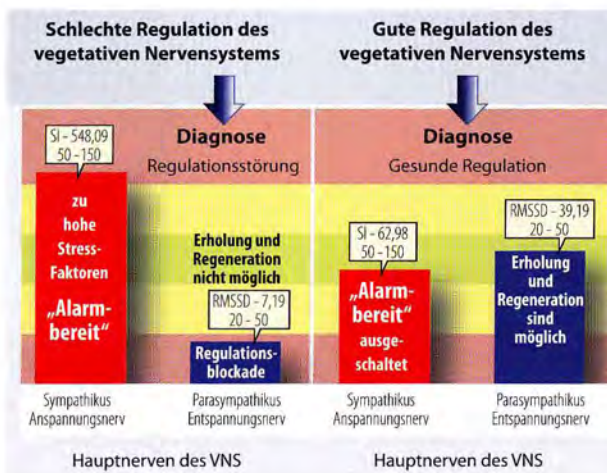 Schlechte Regulation des
vegetativen Nervensystems
Gute Regulation des
vegetativen Nervensystems
Diagnose
Regulationsstörung
Diagnose
Gesunde Regulation
SI – 548,09
50 – 150
zu
hohe
Stress-
Faktoren
„Alarm-
bereit“
Erholung und
Regeneration
nicht möglich
RMSSD – 7,19
20 – 50
Regulations-
blockade
SI – 62,98
50 – 150
„Alarm-
bereit“
ausge-
schaltet
RMSSD – 39,19
20 – 50
Erholung
und
Regeneration
sind
möglich
Sympathikus
Anspannungsnerv
Parasympathikus
Entspannungsnerv
Sympathikus
Anspannungsnerv
Parasympathikus
Entspannungsnerv
Hauptnerven des VNS
Hauptnerven des VNS